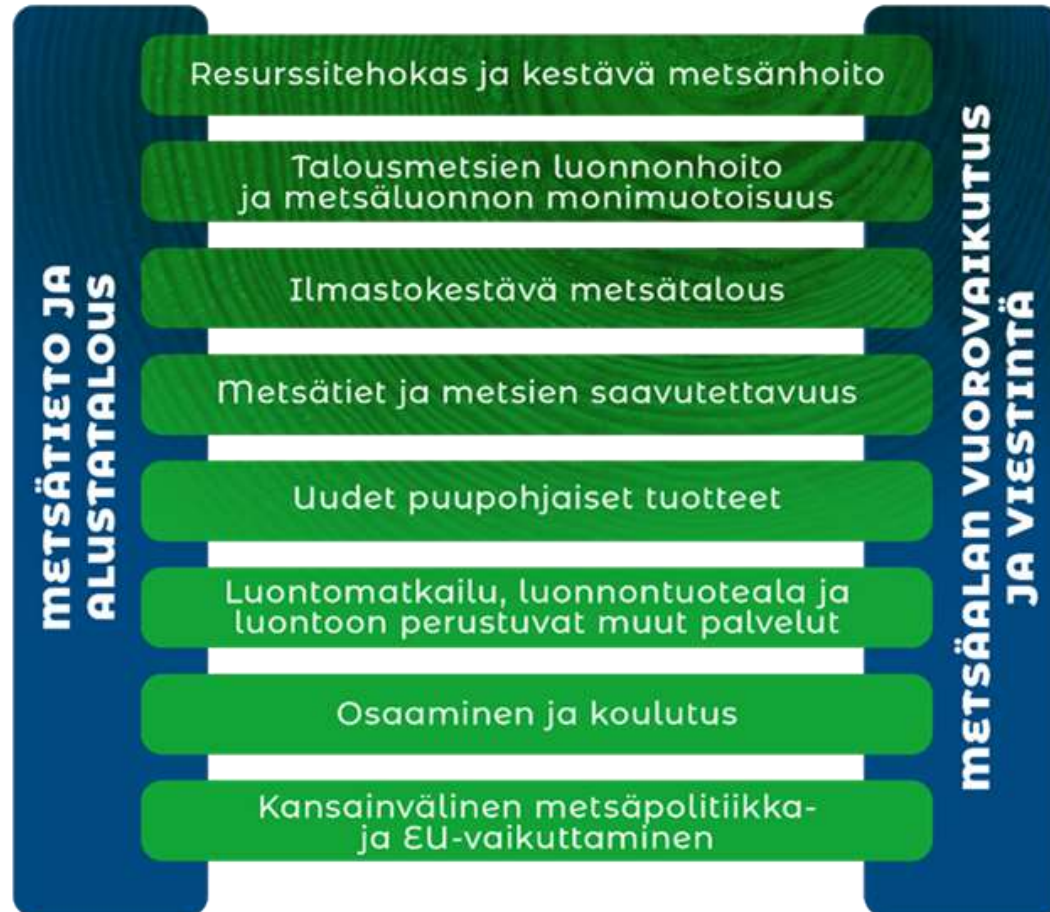 METSÄTIETO JA
ALUSTATALOUS
Resurssitehokas ja kestävä metsänhoito
Talousmetsien luonnonhoito
ja metsäluonnon monimuotoisuus
Ilmastokestävä metsätalous
Metsätiet ja metsien saavutettavuus
Uudet puupohjaiset tuotteet
Luontomatkailu, luonnontuoteala ja
luontoon perustuvat muut palvelut
Osaaminen ja koulutus
Kansainvälinen metsäpolitiikka-
ja EU-vaikuttaminen
METSÄALAN VUOROVAIKUTUS
JA VIESTINTÄ